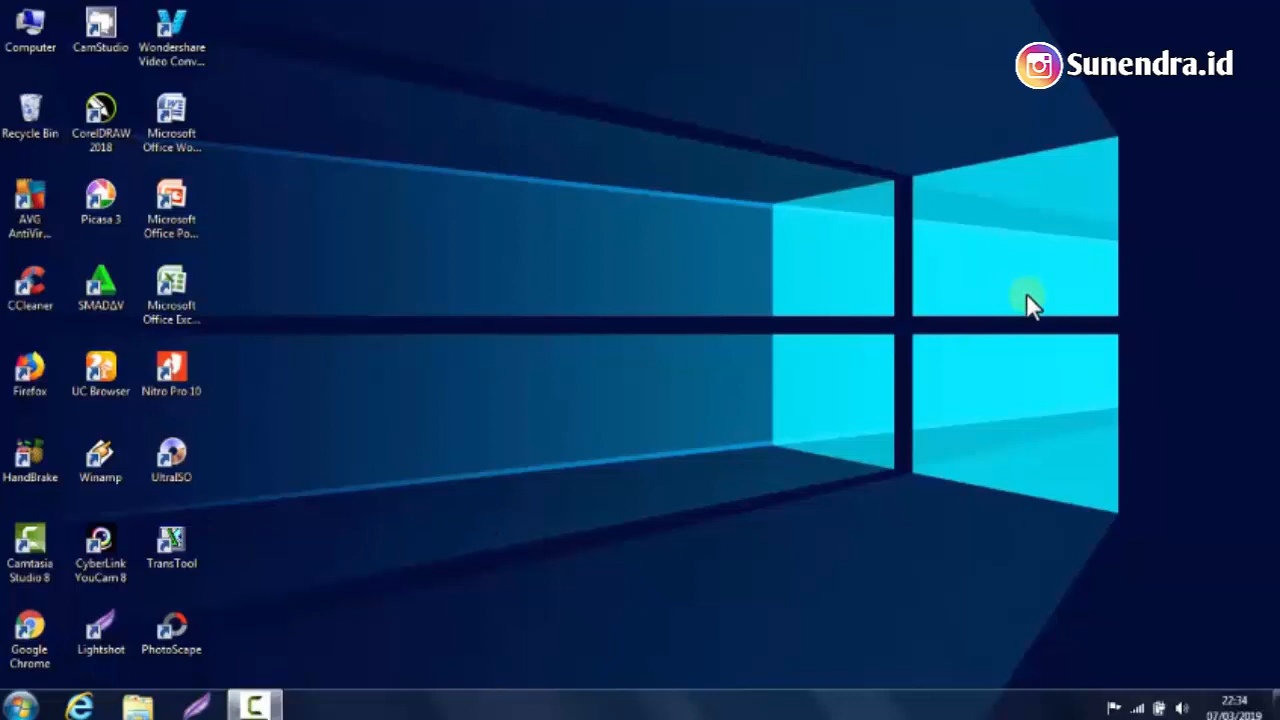 Sunendra.id
Computer
CamStudio
Wondershare
Video Conv...
Recycle Bin
CorelDRAW
2018
Microsoft
Office Wo...
AVG
AntiVir...
Picasa 3
Microsoft
Office Po...
CCleaner
SMADΔV
Microsoft
Office Exc...
Firefox
UC Browser
Nitro Pro 10
HandBrake
Winamp
UltraISO
Camtasia
Studio 8
CyberLink
YouCam 8
TransTool
Google
Chrome
Lightshot
PhotoScape
22:34
07/03/2019